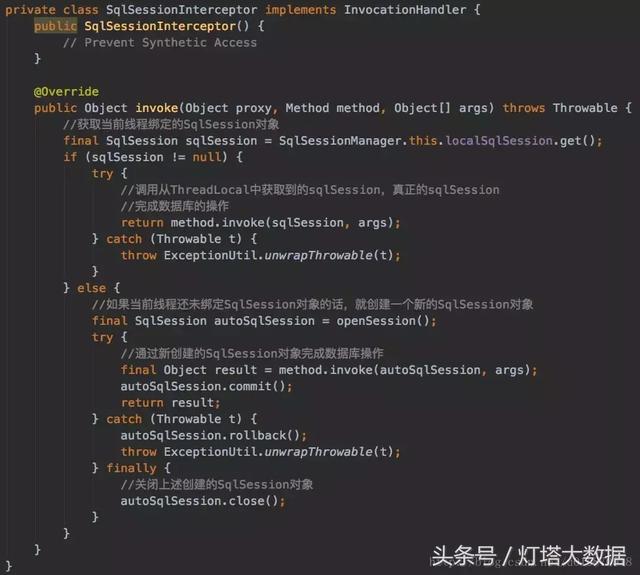 private class SqlSessionInterceptor implements InvocationHandler {
    public SqlSessionInterceptor() {
        // Prevent Synthetic Access
    }

    @Override
    public Object invoke(Object proxy, Method method, Object[] args) throws Throwable {
        //获取当前线程绑定的SqlSession对象
        final SqlSession sqlSession = SqlSessionManager.this.localSqlSession.get();
        if (sqlSession != null) {
            try {
                //调用从ThreadLocal中获取到的sqlSession，真正的sqlSession
                //完成数据库的操作
                return method.invoke(sqlSession, args);
            } catch (Throwable t) {
                throw ExceptionUtil.unwrapThrowable(t);
            }
        } else {
            //如果当前线程还未绑定SqlSession对象的话，就创建一个新的SqlSession对象
            final SqlSession autoSqlSession = openSession();
            try {
                //通过新创建的SqlSession对象完成数据库操作
                final Object result = method.invoke(autoSqlSession, args);
                autoSqlSession.commit();
                return result;
            } catch (Throwable t) {
                autoSqlSession.rollback();
                throw ExceptionUtil.unwrapThrowable(t);
            } finally {
                //关闭上述创建的SqlSession对象
                autoSqlSession.close();
            }
        }
    }
}
头条号 / 灯塔大数据